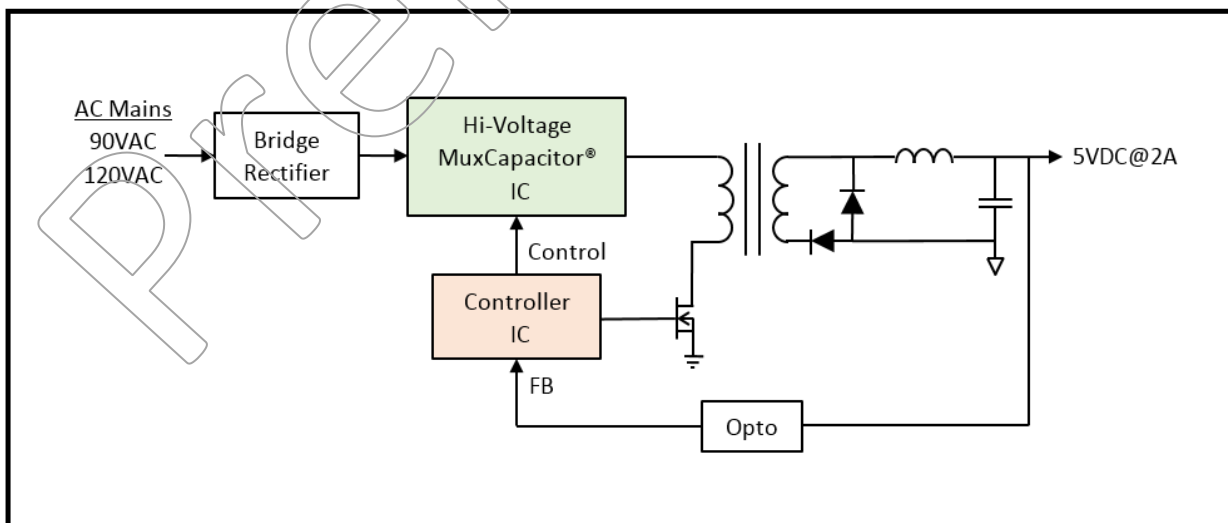 AC Mains
90VAC
120VAC
Bridge
Rectifier
Hi-Voltage
MuxCapacitor®
IC
5VDC@2A
Control
Controller
IC
FB
Opto